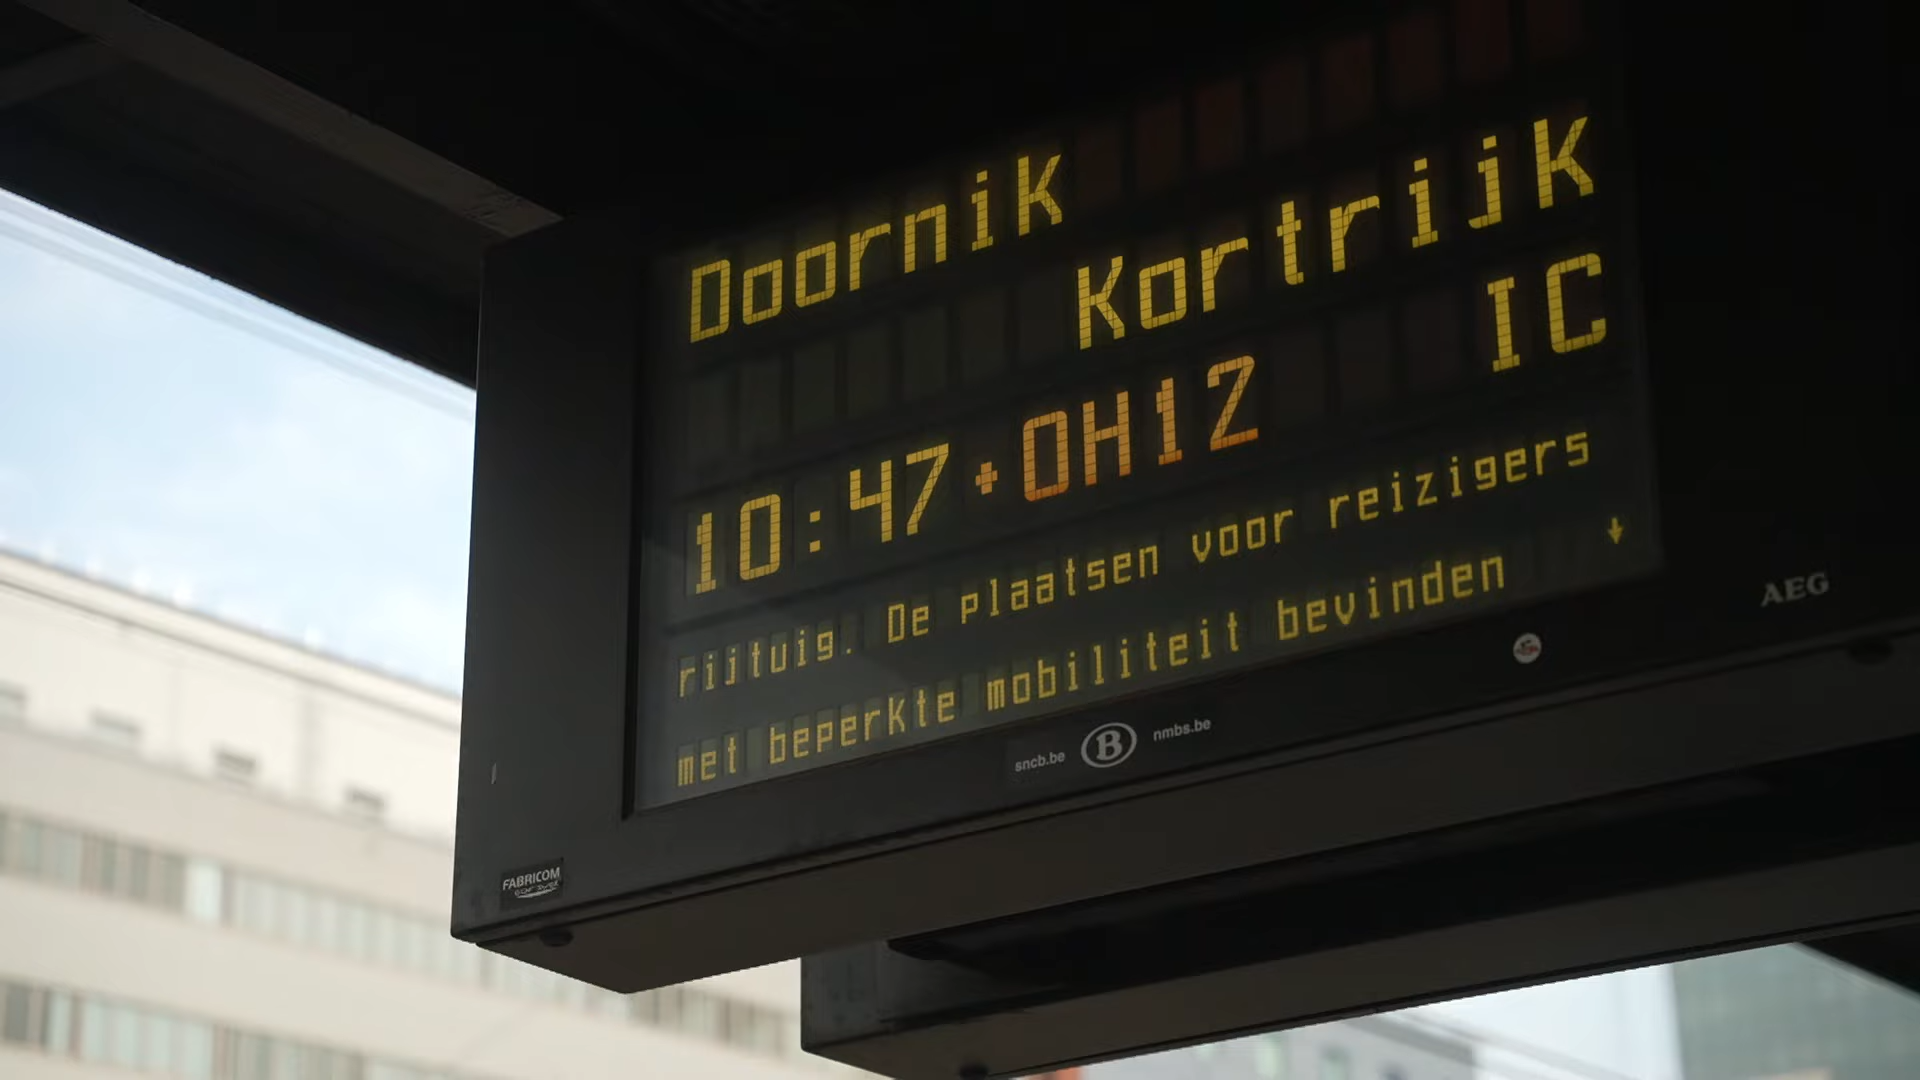 Doornik
Kortrijk
IC
10:47+0H12
rijtuig. De plaatsen voor reizigers
met beperkte mobiliteit bevinden
sncb.be B nmbs.be
AEG
FABRICOM